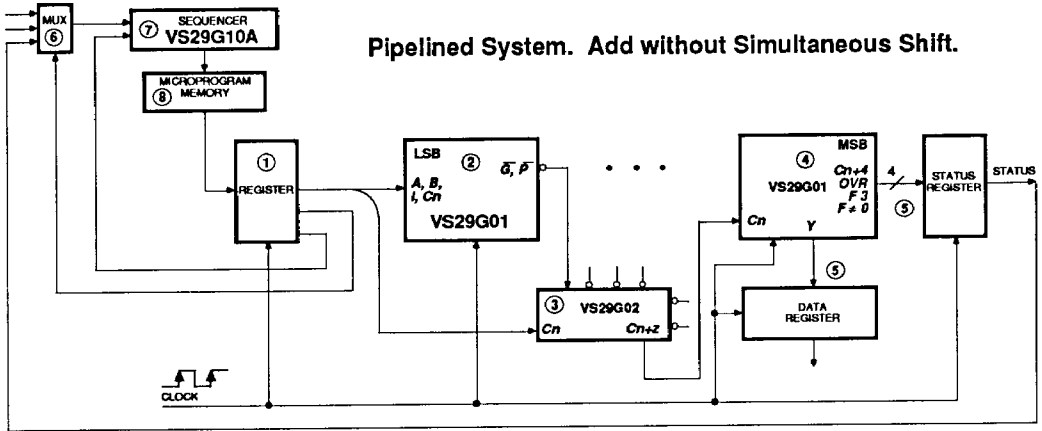 MUX
⑥
⑦
SEQUENCER
VS29G10A
Pipelined System. Add without Simultaneous Shift.
MICROPROGRAM
⑧ MEMORY
①
REGISTER
LSB
②
G, P
A, B,
I, Cn
VS29G01
• • •
MSB
④
VS29G01
Cn+4
OVR
F 3
F ≠ 0
Cn
Y
4
⑤
STATUS
REGISTER
STATUS
③
VS29G02
Cn
Cn+z
⑤
DATA
REGISTER
CLOCK